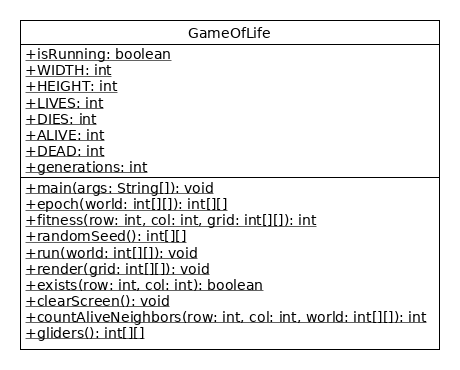 GameOfLife
+isRunning: boolean
+WIDTH: int
+HEIGHT: int
+LIVES: int
+DIES: int
+ALIVE: int
+DEAD: int
+generations: int
+main(args: String[]): void
+epoch(world: int[][]): int[][]
+fitness(row: int, col: int, grid: int[][]): int
+randomSeed(): int[][]
+run(world: int[][]): void
+render(grid: int[][]): void
+exists(row: int, col: int): boolean
+clearScreen(): void
+countAliveNeighbors(row: int, col: int, world: int[][]): int
+gliders(): int[][]